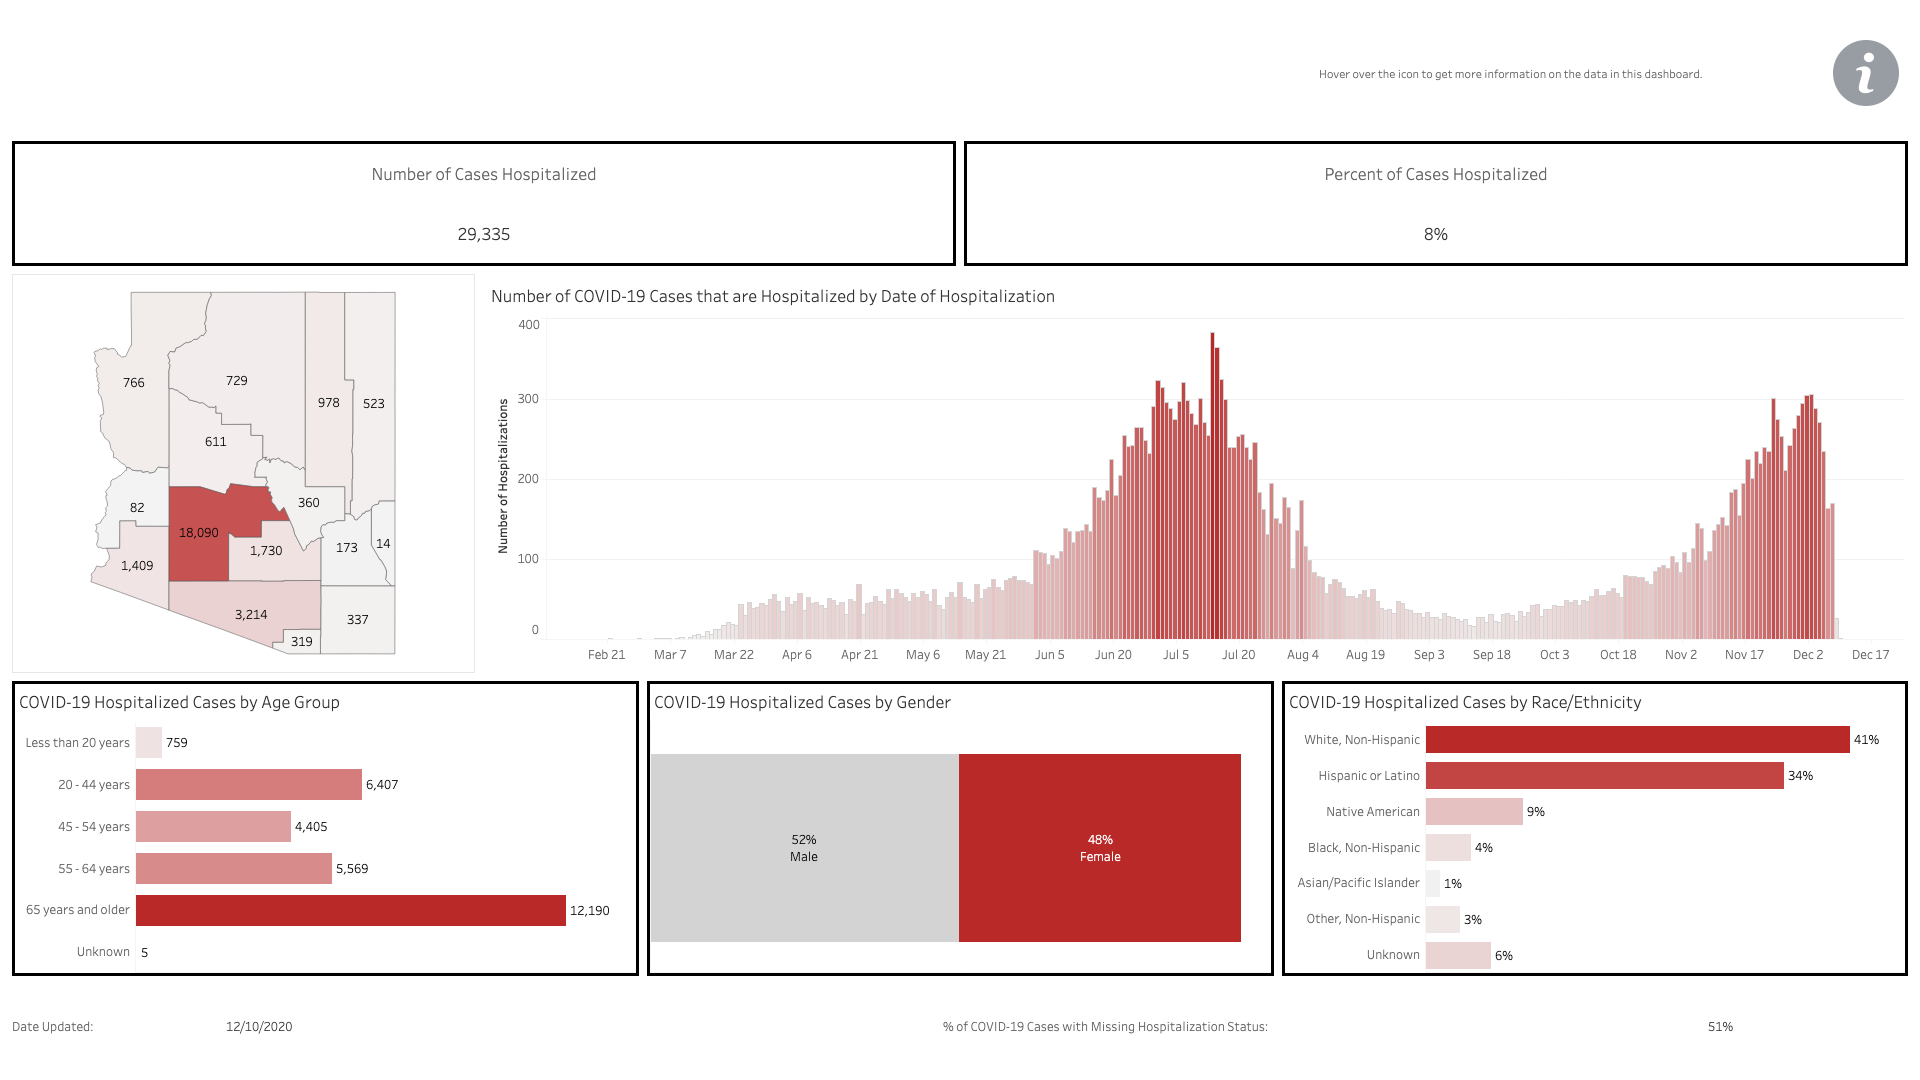 Hover over the icon to get more information on the data in this dashboard.
i
Number of Cases Hospitalized
29,335
Percent of Cases Hospitalized
8%
766
729
978
523
611
82
360
18,090
1,730
173
14
1,409
3,214
337
319
Number of COVID-19 Cases that are Hospitalized by Date of Hospitalization
Number of Hospitalizations
400
300
200
100
0
Feb 21 Mar 7 Mar 22 Apr 6 Apr 21 May 6 May 21 Jun 5 Jun 20 Jul 5 Jul 20 Aug 4 Aug 19 Sep 3 Sep 18 Oct 3 Oct 18 Nov 2 Nov 17 Dec 2 Dec 17
COVID-19 Hospitalized Cases by Age Group
Less than 20 years 759
20 - 44 years 6,407
45 - 54 years 4,405
55 - 64 years 5,569
65 years and older 12,190
Unknown 5
COVID-19 Hospitalized Cases by Gender
52%
Male
48%
Female
COVID-19 Hospitalized Cases by Race/Ethnicity
White, Non-Hispanic 41%
Hispanic or Latino 34%
Native American 9%
Black, Non-Hispanic 4%
Asian/Pacific Islander 1%
Other, Non-Hispanic 3%
Unknown 6%
Date Updated: 12/10/2020
% of COVID-19 Cases with Missing Hospitalization Status: 51%